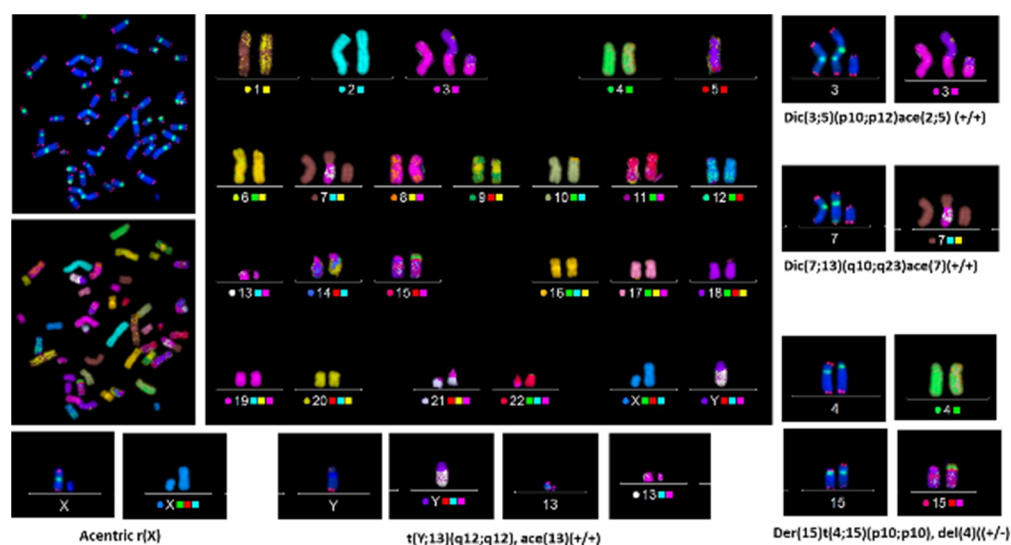 1 2 3 4 5
3 3
Dic(3;5)(p10;p12)ace(2;5) (+/+)
6 7 8 9 10 11 12
7 7
Dic(7;13)(q10;q23)ace(7)(+/+)
13 14 15 16 17 18
19 20 21 22 X Y
4 4
X X Y Y 13 13
15 15
Acentric r(X)
t(Y;13)(q12;q12), ace(13)(+/+)
Der(15)t(4;15)(p10;p10), del(4)((+/-)